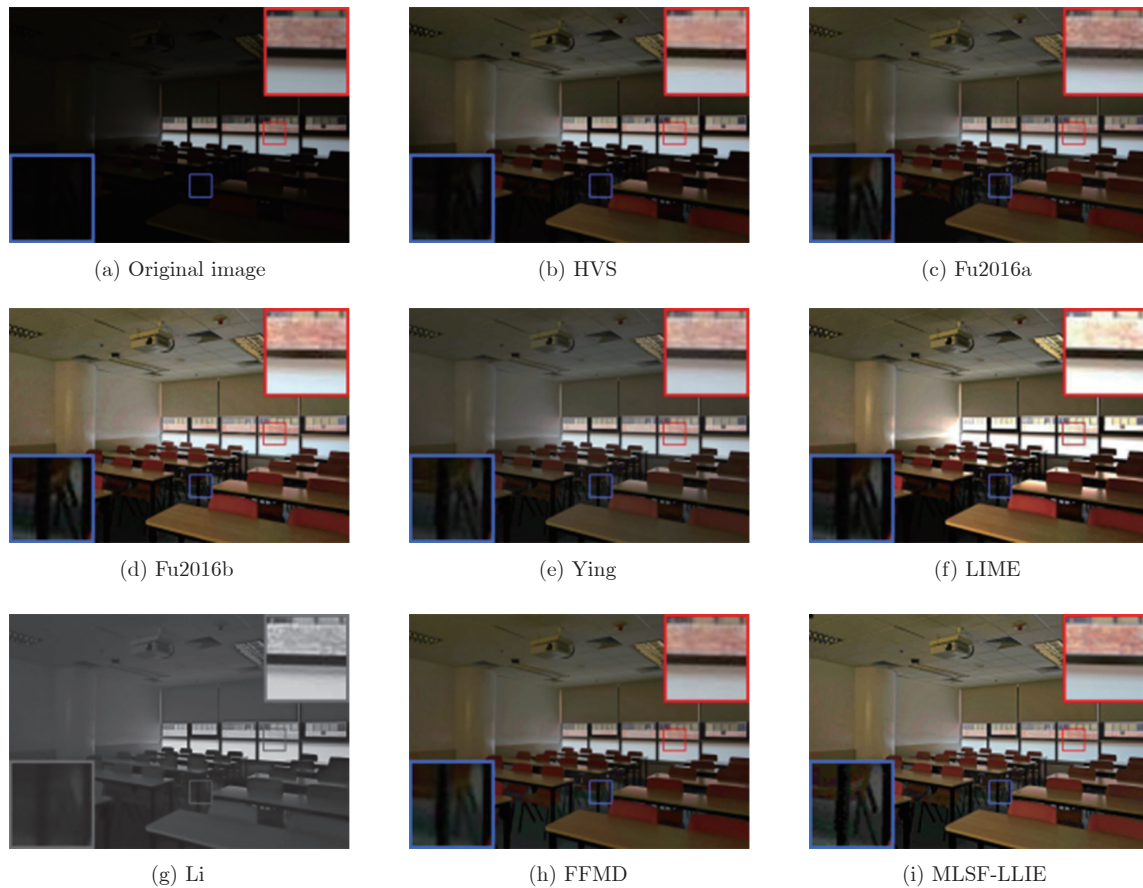 (a) Original image
(b) HVS
(c) Fu2016a
(d) Fu2016b
(e) Ying
(f) LIME
(g) Li
(h) FFMD
(i) MLSF-LLIE